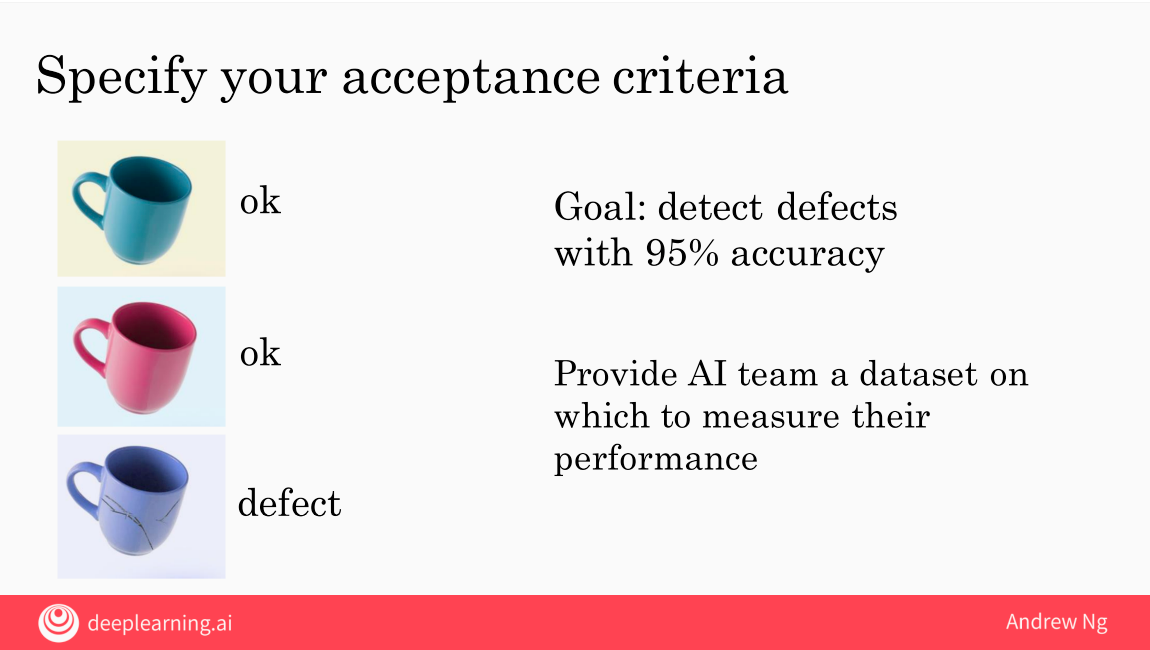 Specify your acceptance criteria
ok
ok
defect
Goal: detect defects
with 95% accuracy
Provide AI team a dataset on
which to measure their
performance
deeplearning.ai
Andrew Ng